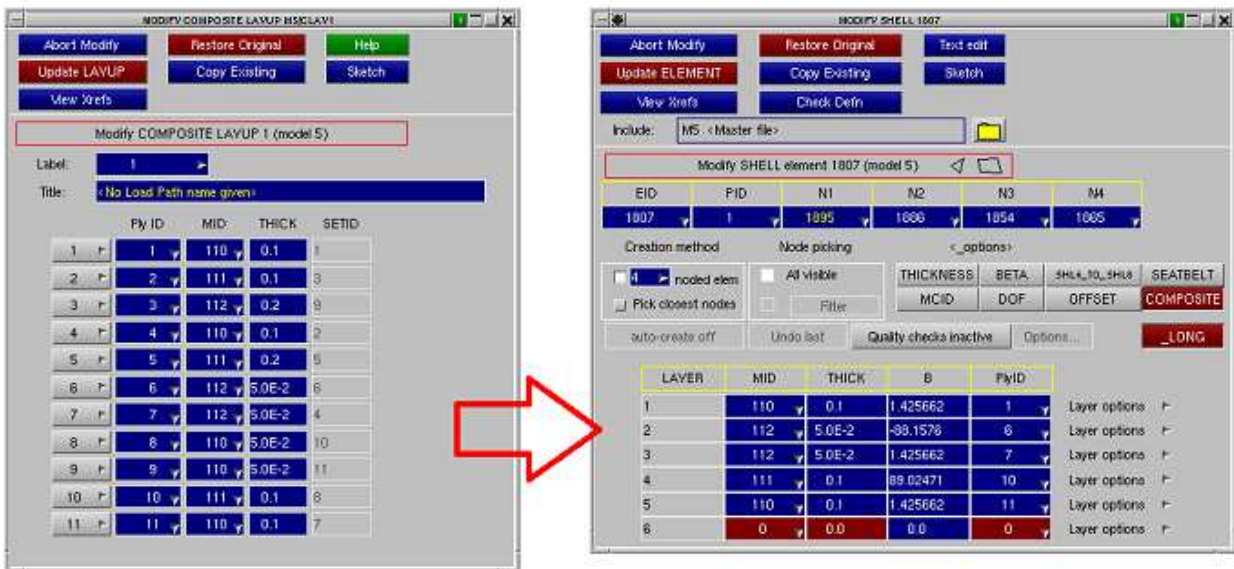 MODIFY COMPOSITE LAYUP M5/CLAY1
Abort Modify Restore Original Help
Update LAYUP Copy Existing Sketch
View Xrefs
Modify COMPOSITE LAYUP 1 (model 5)
Label: 1
Title: <No Load Path name given>
Ply ID MID THICK SETID
1 1 110 0.1 1
2 2 111 0.1 3
3 3 112 0.2 9
4 4 110 0.1 2
5 5 111 0.2 5
6 6 112 5.0E-2 6
7 7 112 5.0E-2 4
8 8 110 5.0E-2 10
9 9 110 5.0E-2 11
10 10 111 0.1 8
11 11 110 0.1 7
MODIFY SHELL 1807
Abort Modify Restore Original Text edit
Update ELEMENT Copy Existing Sketch
View Xrefs Check Defn
Include: M5 <Master file>
Modify SHELL element 1807 (model 5)
EID PID N1 N2 N3 N4
1807 1 1895 1886 1854 1885
Creation method Node picking <_options>
4 noded elem All visible THICKNESS BETA SHL4_TO_SHL8 SEATBELT
Pick closest nodes Filter MCID DOF OFFSET COMPOSITE
auto-create off Undo last Quality checks inactive Options... _LONG
LAYER MID THICK B PlyID
1 110 0.1 1.425662 1 Layer options
2 112 5.0E-2 -88.1576 6 Layer options
3 112 5.0E-2 1.425662 7 Layer options
4 111 0.1 89.02471 10 Layer options
5 110 0.1 1.425662 11 Layer options
6 0 0.0 0.0 0 Layer options